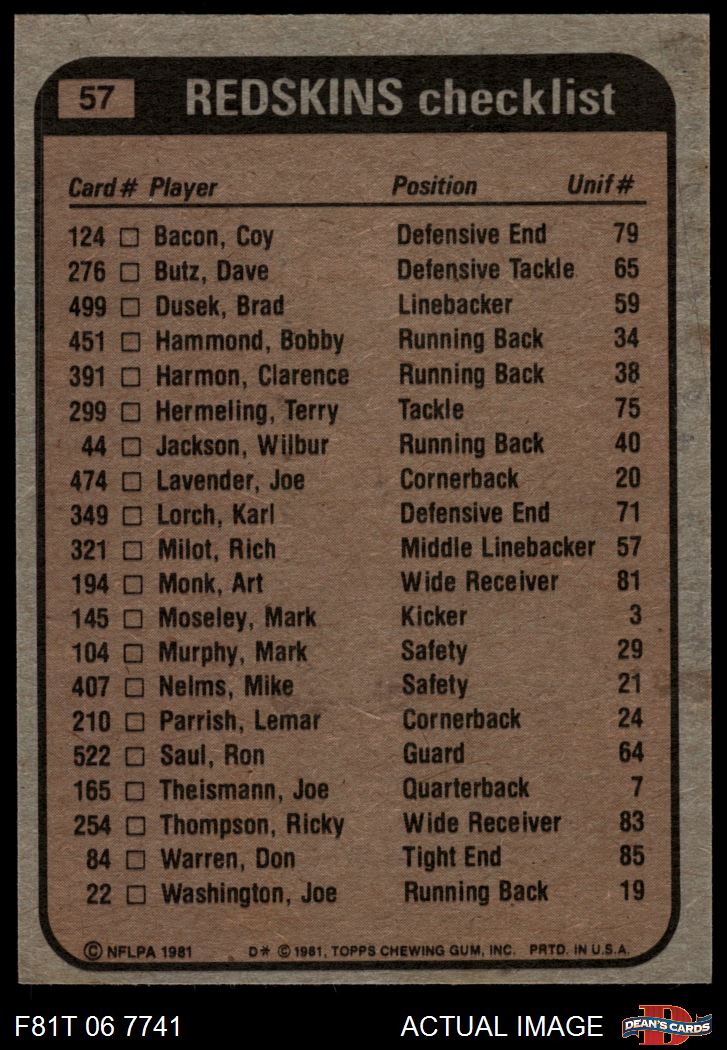 57 REDSKINS checklist
Card # Player Position Unif #
124 □ Bacon, Coy Defensive End 79
276 □ Butz, Dave Defensive Tackle 65
499 □ Dusek, Brad Linebacker 59
451 □ Hammond, Bobby Running Back 34
391 □ Harmon, Clarence Running Back 38
299 □ Hermeling, Terry Tackle 75
44 □ Jackson, Wilbur Running Back 40
474 □ Lavender, Joe Cornerback 20
349 □ Lorch, Karl Defensive End 71
321 □ Milot, Rich Middle Linebacker 57
194 □ Monk, Art Wide Receiver 81
145 □ Moseley, Mark Kicker 3
104 □ Murphy, Mark Safety 29
407 □ Nelms, Mike Safety 21
210 □ Parrish, Lemar Cornerback 24
522 □ Saul, Ron Guard 64
165 □ Theismann, Joe Quarterback 7
254 □ Thompson, Ricky Wide Receiver 83
84 □ Warren, Don Tight End 85
22 □ Washington, Joe Running Back 19
© NFLPA 1981 D* © 1981, TOPPS CHEWING GUM, INC. PRTD. IN U.S.A.
F81T 06 7741 ACTUAL IMAGE D DEAN'S CARDS